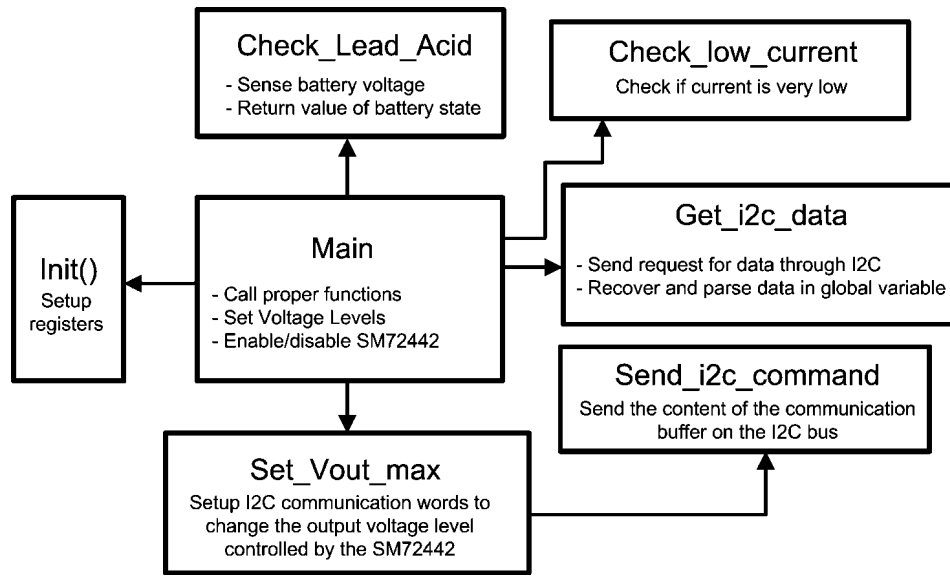 Check_Lead_Acid
- Sense battery voltage
- Return value of battery state
Check_low_current
Check if current is very low
Init()
Setup
registers
Main
- Call proper functions
- Set Voltage Levels
- Enable/disable SM72442
Get_i2c_data
- Send request for data through I2C
- Recover and parse data in global variable
Send_i2c_command
Send the content of the communication
buffer on the I2C bus
Set_Vout_max
Setup I2C communication words to
change the output voltage level
controlled by the SM72442